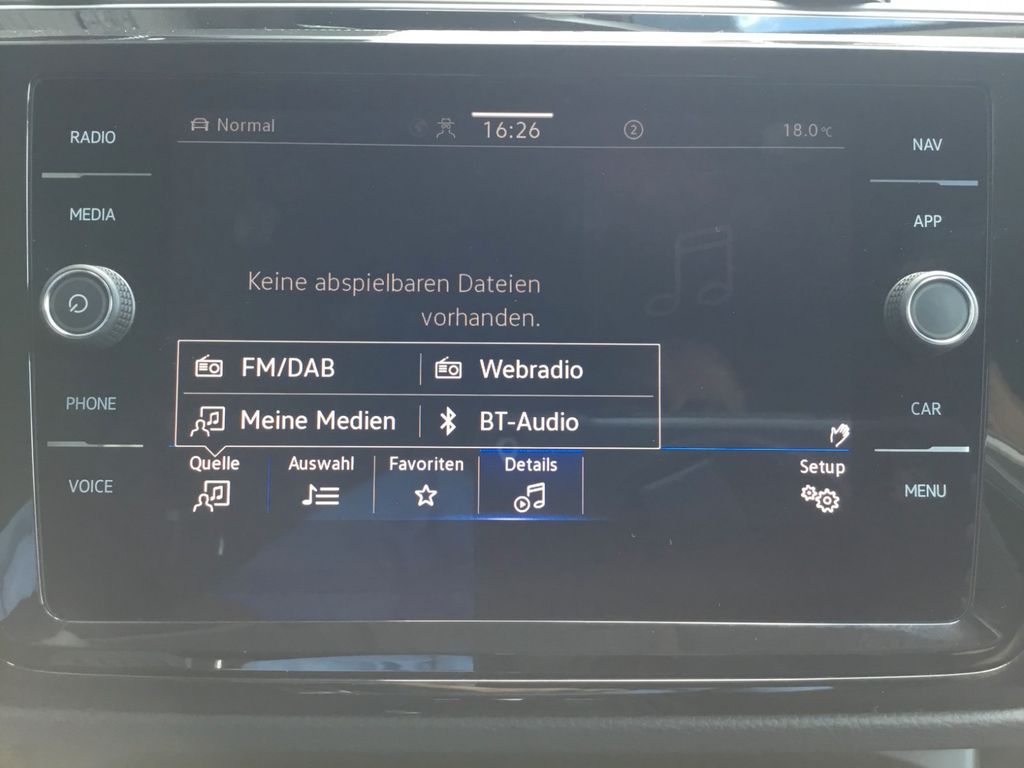 RADIO
MEDIA
PHONE
VOICE
Normal
16:26
2
18.0°C
Keine abspielbaren Dateien
vorhanden.
FM/DAB
Webradio
Meine Medien
BT-Audio
Quelle
Auswahl
Favoriten
Details
Setup
NAV
APP
CAR
MENU